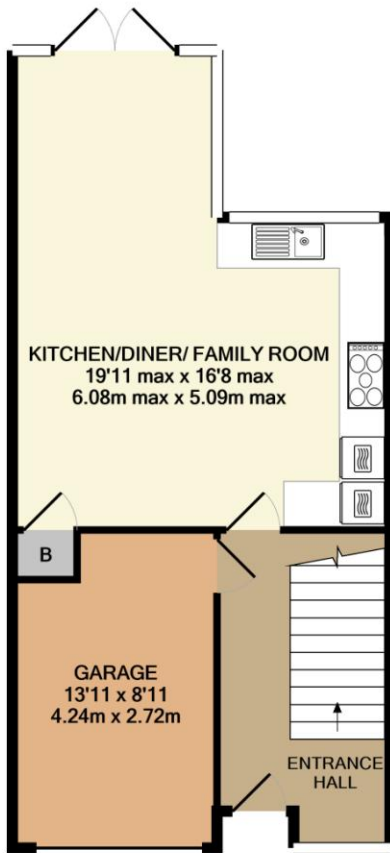 KITCHEN/DINER/ FAMILY ROOM
19'11 max x 16'8 max
6.08m max x 5.09m max
B
GARAGE
13'11 x 8'11
4.24m x 2.72m
ENTRANCE
HALL